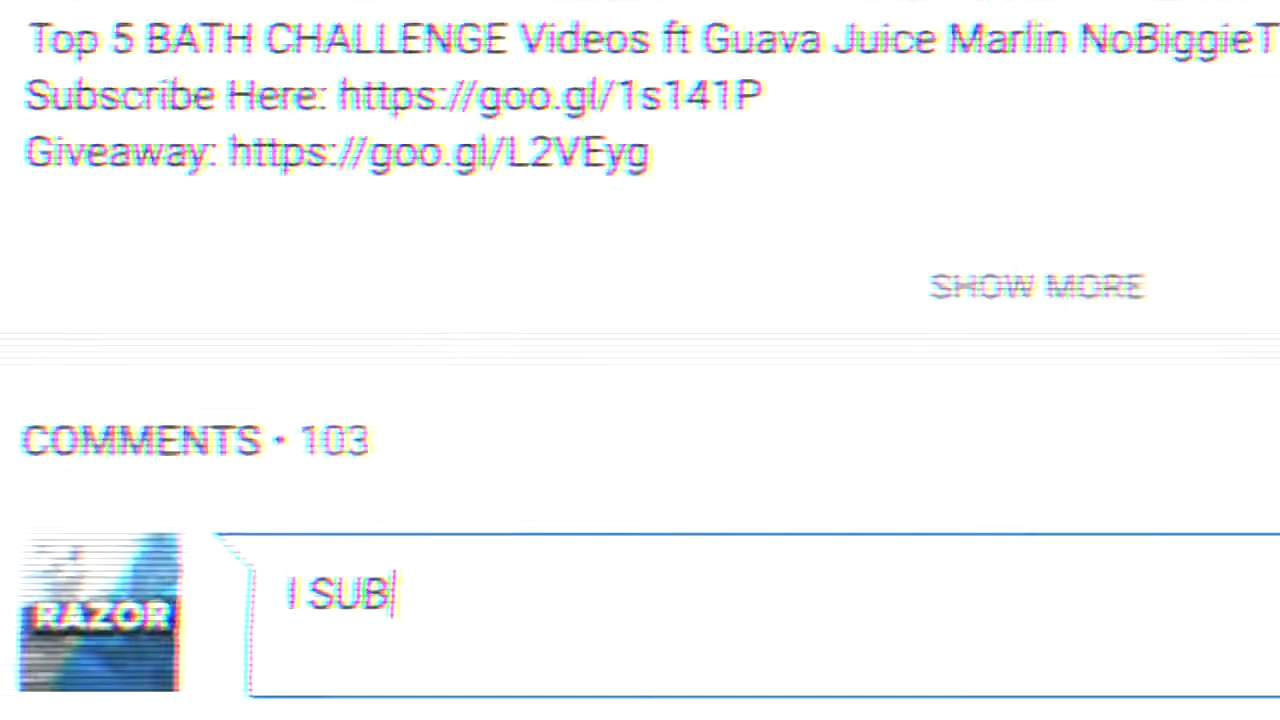 Top 5 BATH CHALLENGE Videos ft Guava Juice Marlin NoBiggieT
Subscribe Here: https://goo.gl/1s141P
Giveaway: https://goo.gl/L2VEyg
SHOW MORE
COMMENTS • 103
RAZOR
I SUB